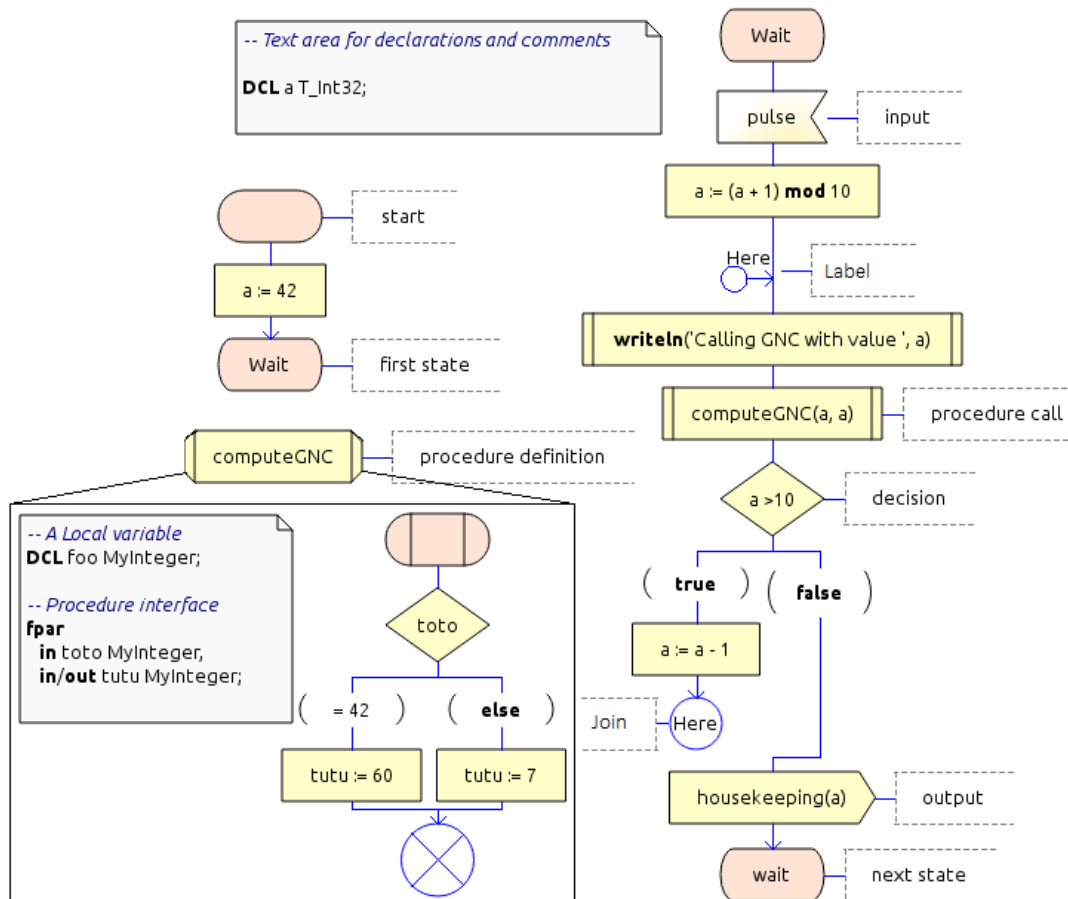 -- Text area for declarations and comments
DCL a T_Int32;
start
a := 42
Wait
first state
computeGNC
procedure definition
-- A Local variable
DCL foo MyInteger;
-- Procedure interface
fpar
in toto MyInteger,
in/out tutu MyInteger;
toto
( = 42 )
( else )
tutu := 60
tutu := 7
Wait
pulse
input
a := (a + 1) mod 10
Here
Label
writeln('Calling GNC with value ', a)
computeGNC(a, a)
procedure call
a >10
decision
( true )
( false )
a := a - 1
Join
Here
housekeeping(a)
output
wait
next state